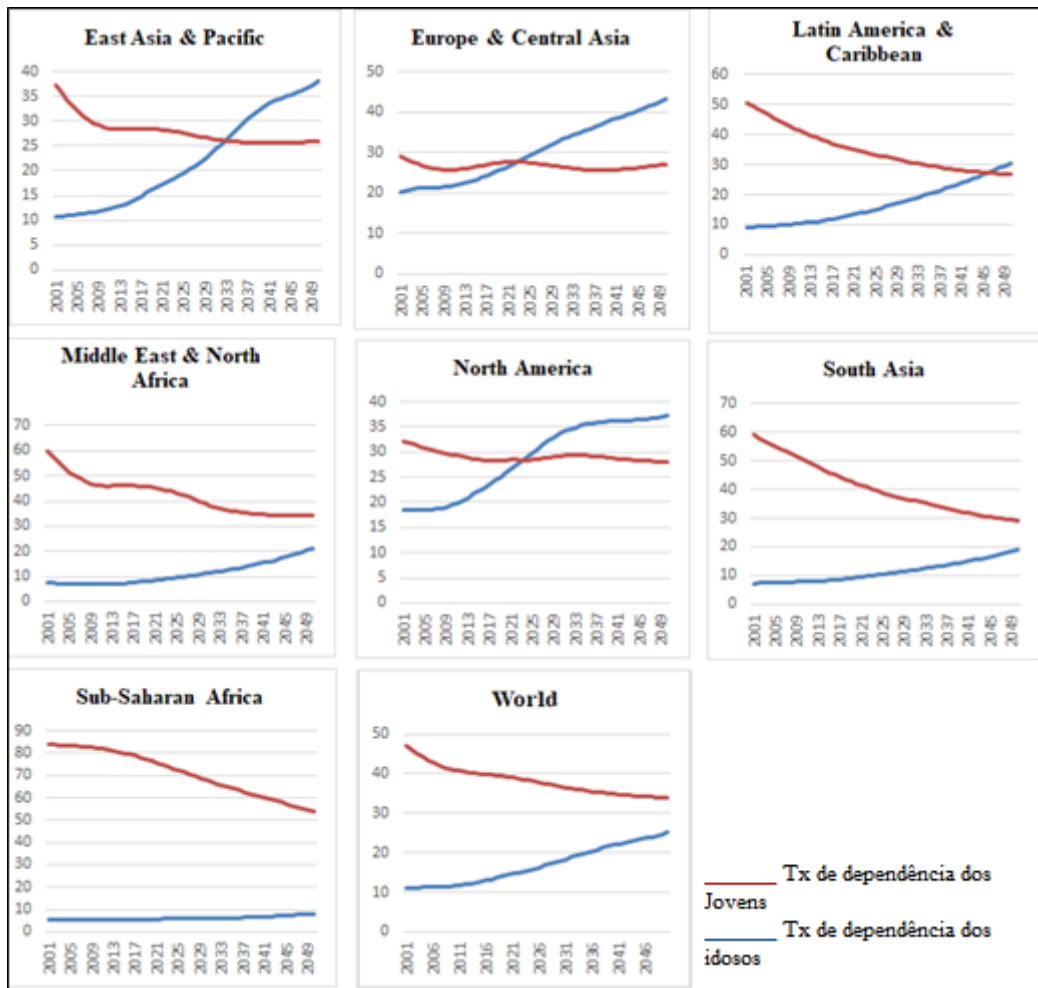 East Asia & Pacific
40
35
30
25
20
15
10
5
0
2001 2005 2009 2013 2017 2021 2025 2029 2033 2037 2041 2045 2049
Europe & Central Asia
50
40
30
20
10
0
2001 2005 2009 2013 2017 2021 2025 2029 2033 2037 2041 2045 2049
Latin America &
Caribbean
60
50
40
30
20
10
0
2001 2005 2009 2013 2017 2021 2025 2029 2033 2037 2041 2045 2049
Middle East & North
Africa
70
60
50
40
30
20
10
0
2001 2005 2009 2013 2017 2021 2025 2029 2033 2037 2041 2045 2049
North America
40
35
30
25
20
15
10
5
0
2001 2005 2009 2013 2017 2021 2025 2029 2033 2037 2041 2045 2049
South Asia
70
60
50
40
30
20
10
0
2001 2005 2009 2013 2017 2021 2025 2029 2033 2037 2041 2045 2049
Sub-Saharan Africa
90
80
70
60
50
40
30
20
10
0
2001 2005 2009 2013 2017 2021 2025 2029 2033 2037 2041 2045 2049
World
50
40
30
20
10
0
2001 2006 2011 2016 2021 2026 2031 2036 2041 2046
Tx de dependência dos
Jovens
Tx de dependência dos
idosos